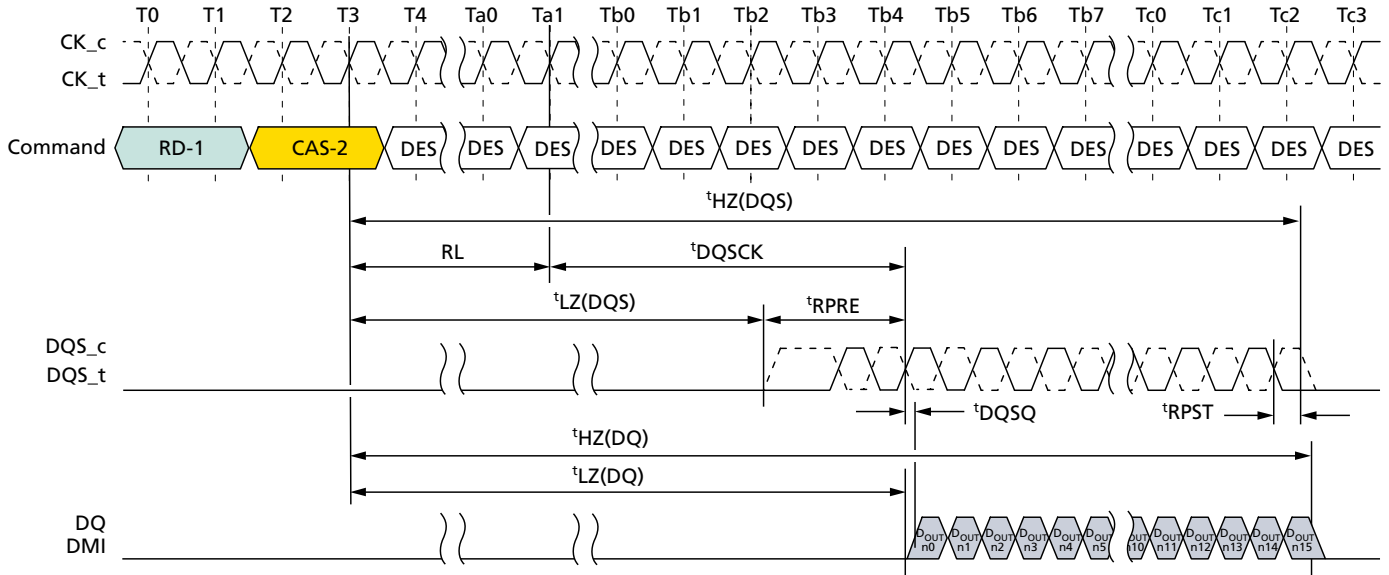 T0 T1 T2 T3 T4 Ta0 Ta1 Tb0 Tb1 Tb2 Tb3 Tb4 Tb5 Tb6 Tb7 Tc0 Tc1 Tc2 Tc3
CK_c
CK_t
Command RD-1 CAS-2 DES DES DES DES DES DES DES DES DES DES DES DES DES DES DES
tHZ(DQS)
RL tDQSCK
tLZ(DQS) tRPRE
DQS_c
DQS_t
tDQSQ tRPST
tHZ(DQ)
tLZ(DQ)
DQ
DMI
DOUT DOUT DOUT DOUT DOUT DOUT DOUT DOUT DOUT DOUT DOUT DOUT
n0 n1 n2 n3 n4 n5 n10 n11 n12 n13 n14 n15